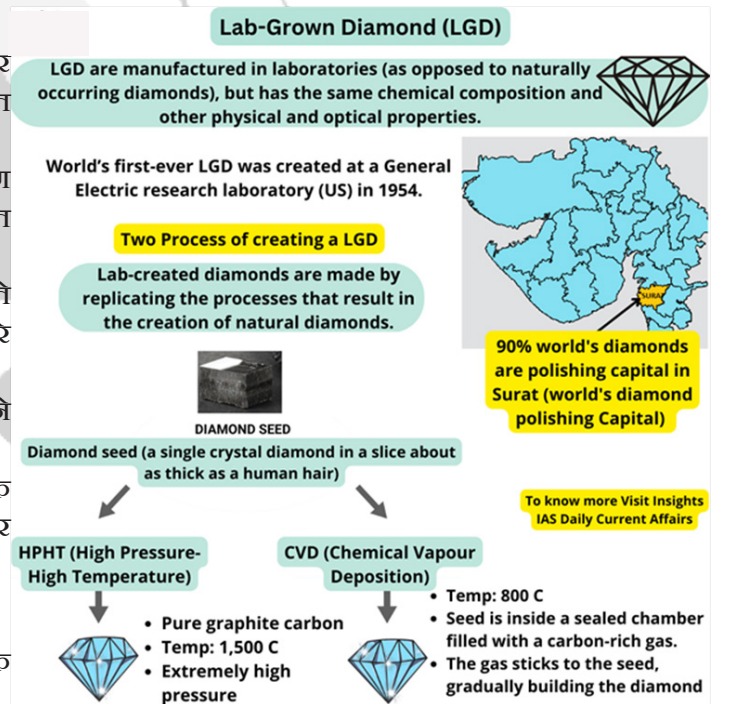 Lab-Grown Diamond (LGD)
LGD are manufactured in laboratories (as opposed to naturally
occurring diamonds), but has the same chemical composition and
other physical and optical properties.
World's first-ever LGD was created at a General
Electric research laboratory (US) in 1954.
Two Process of creating a LGD
Lab-created diamonds are made by
replicating the processes that result in
the creation of natural diamonds.
SURAT
90% world's diamonds
are polishing capital in
Surat (world's diamond
polishing Capital)
DIAMOND SEED
Diamond seed (a single crystal diamond in a slice about
as thick as a human hair)
To know more Visit Insights
IAS Daily Current Affairs
HPHT (High Pressure-
High Temperature)
• Pure graphite carbon
• Temp: 1,500 C
• Extremely high
pressure
CVD (Chemical Vapour
Deposition)
• Temp: 800 C
• Seed is inside a sealed chamber
filled with a carbon-rich gas.
• The gas sticks to the seed,
gradually building the diamond